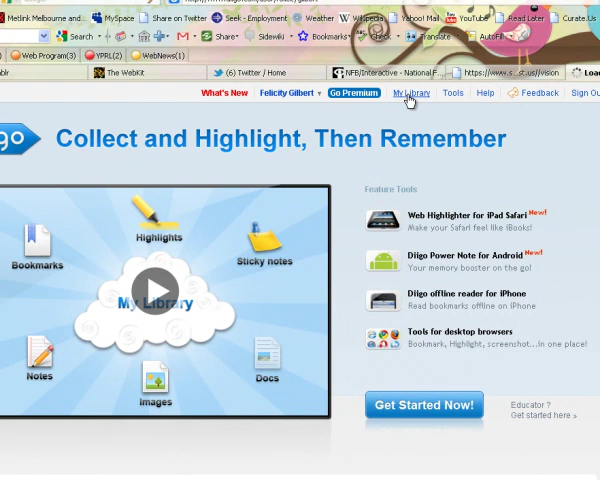 Metlink Melbourne and... MySpace Share on Twitter Seek - Employment Weather Wikipedia Yahoo! Mail YouTube Read Later Curate.Us
Search Share Sidewiki Bookmarks Check Translate AutoFill
Web Program(3) YPRL(2) WebNews(1)
blr The WebKit (6) Twitter / Home NFB/Interactive - National F... Loa
What's New Felicity Gilbert Go Premium My Library Tools Help Feedback Sign Ou
go Collect and Highlight, Then Remember
Feature Tools
Highlights
Bookmarks
Sticky notes
My Library
Notes
Images
Docs
Web Highlighter for iPad Safari New!
Make your Safari feel like iBooks!
Diigo Power Note for Android New!
Your memory booster on the go!
Diigo offline reader for iPhone
Read bookmarks offline on iPhone
Tools for desktop browsers
Bookmark, Highlight, screenshot...in one place!
Get Started Now!
Educator ?
Get started here »